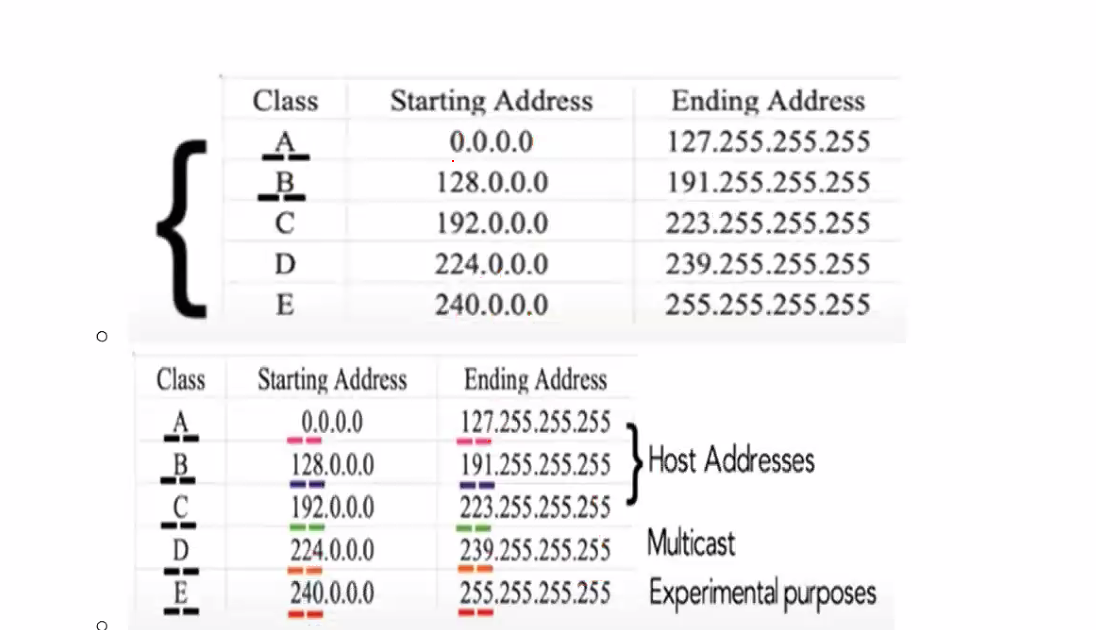 Class Starting Address Ending Address
A 0.0.0.0 127.255.255.255
B 128.0.0.0 191.255.255.255
C 192.0.0.0 223.255.255.255
D 224.0.0.0 239.255.255.255
E 240.0.0.0 255.255.255.255
Class Starting Address Ending Address
A 0.0.0.0 127.255.255.255
B 128.0.0.0 191.255.255.255 Host Addresses
C 192.0.0.0 223.255.255.255
D 224.0.0.0 239.255.255.255 Multicast
E 240.0.0.0 255.255.255.255 Experimental purposes